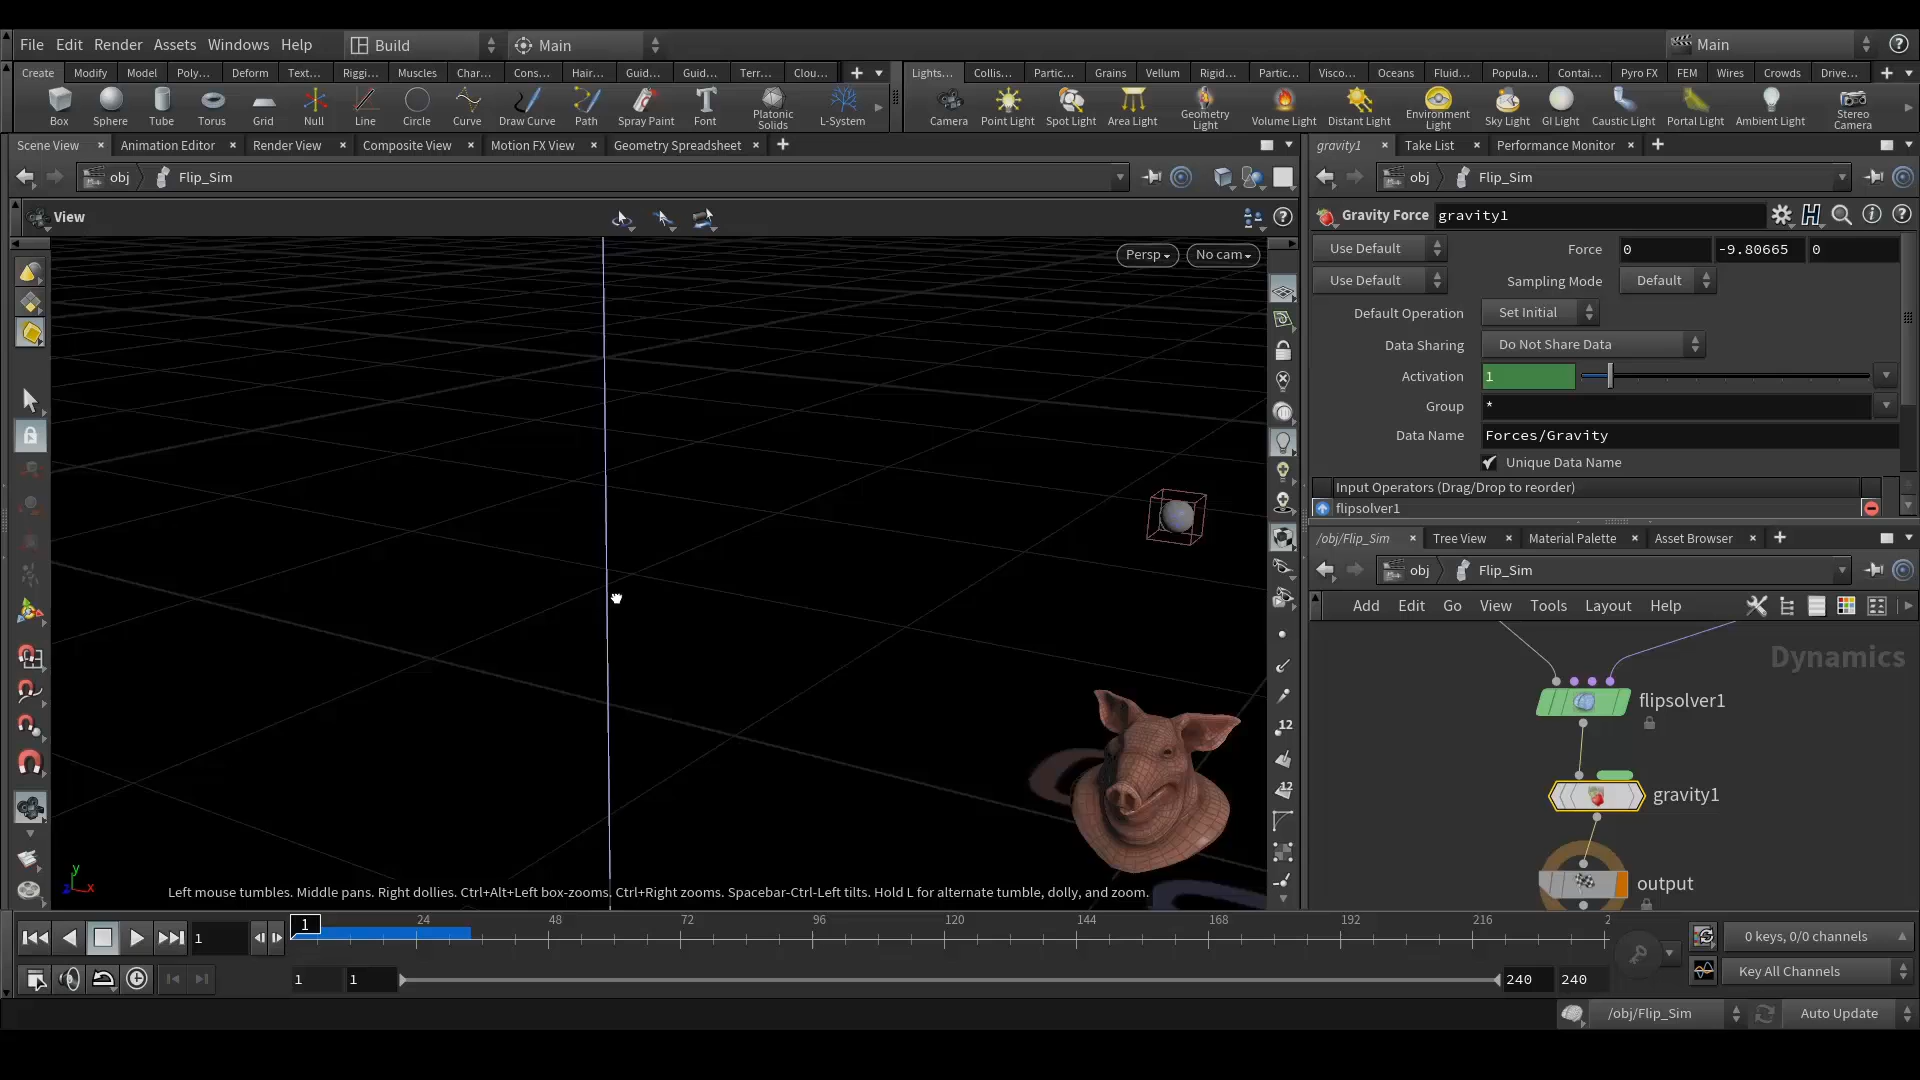 File Edit Render Assets Windows Help Build Main Main
Create Modify Model Poly... Deform Text... Riggi... Muscles Char... Cons... Hair... Guid... Guid... Terr... Clou...
Lights... Collis... Partic... Grains Vellum Rigid... Partic... Visco... Oceans Fluid... Popula... Contai... Pyro FX FEM Wires Crowds Drive...
Box Sphere Tube Torus Grid Null Line Circle Curve Draw Curve Path Spray Paint Font Platonic Solids L-System
Camera Point Light Spot Light Area Light Geometry Light Volume Light Distant Light Environment Light Sky Light GI Light Caustic Light Portal Light Ambient Light Stereo Camera
Scene View Animation Editor Render View Composite View Motion FX View Geometry Spreadsheet
gravity1 Take List Performance Monitor
obj Flip_Sim
obj Flip_Sim
View
Persp No cam
Gravity Force gravity1
Use Default Force 0 -9.80665 0
Use Default Sampling Mode Default
Default Operation Set Initial
Data Sharing Do Not Share Data
Activation 1
Group *
Data Name Forces/Gravity
Unique Data Name
Input Operators (Drag/Drop to reorder)
flipsolver1
/obj/Flip_Sim Tree View Material Palette Asset Browser
obj Flip_Sim
Add Edit Go View Tools Layout Help
Dynamics
flipsolver1
gravity1
output
12
12
y
z x
Left mouse tumbles. Middle pans. Right dollies. Ctrl+Alt+Left box-zooms. Ctrl+Right zooms. Spacebar-Ctrl-Left tilts. Hold L for alternate tumble, dolly, and zoom.
1 1 24 48 72 96 120 144 168 192 216 2
0 keys, 0/0 channels
1 1 240 240
Key All Channels
/obj/Flip_Sim Auto Update